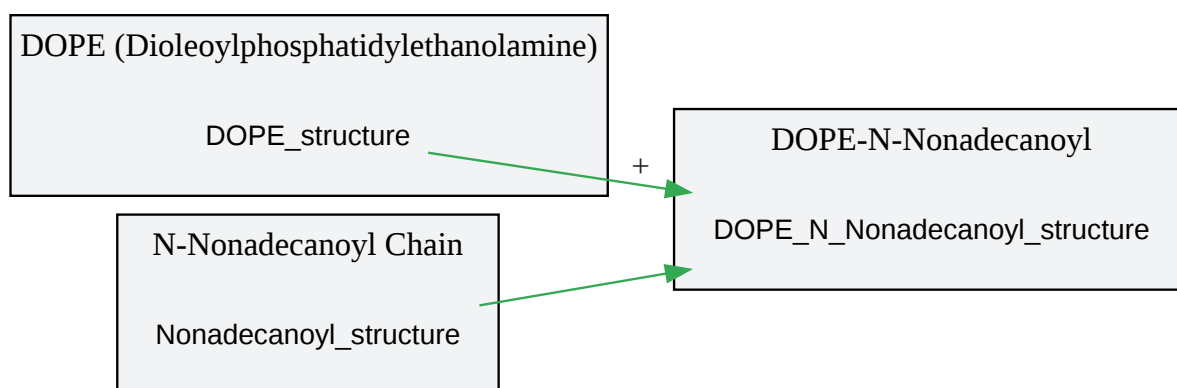 DOPE (Dioleoylphosphatidylethanolamine)
DOPE_structure
+
N-Nonadecanoyl Chain
Nonadecanoyl_structure
DOPE-N-Nonadecanoyl
DOPE_N_Nonadecanoyl_structure